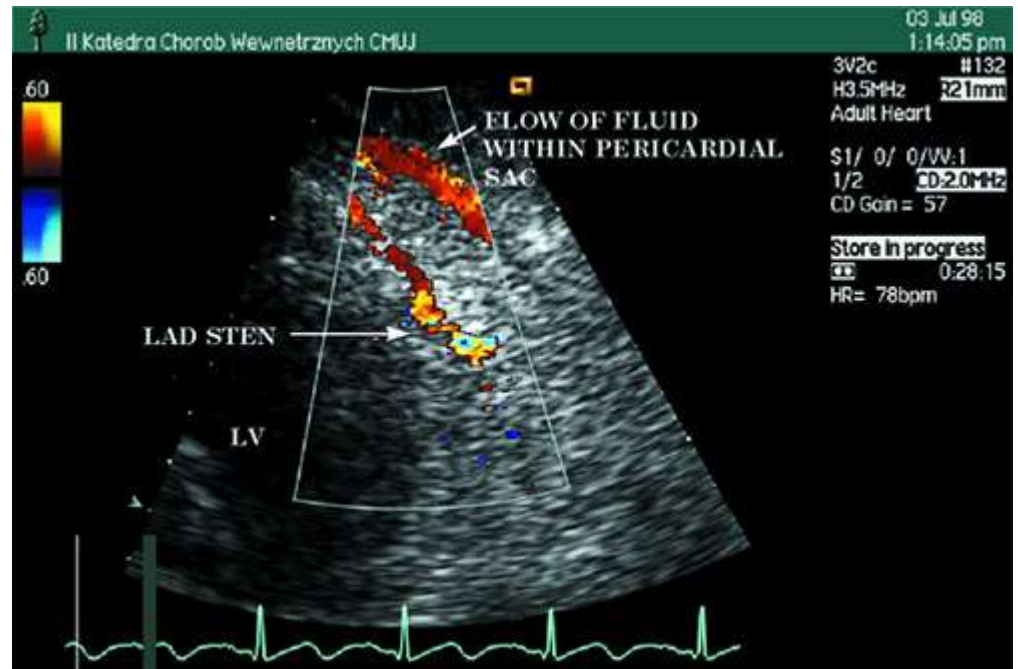 03 Jul 98
II Katedra Chorob Wewnetrznych CMUJ
1:14:05 pm
3V2c #132
H3.5MHz R21mm
Adult Heart
S1/ 0/ 0/VV:1
1/2 CD:2.0MHz
CD Gain = 57
Store in progress
0:28:15
HR= 78bpm
.60
.60
FLOW OF FLUID
WITHIN PERICARDIAL
SAC
LAD STEN
LV